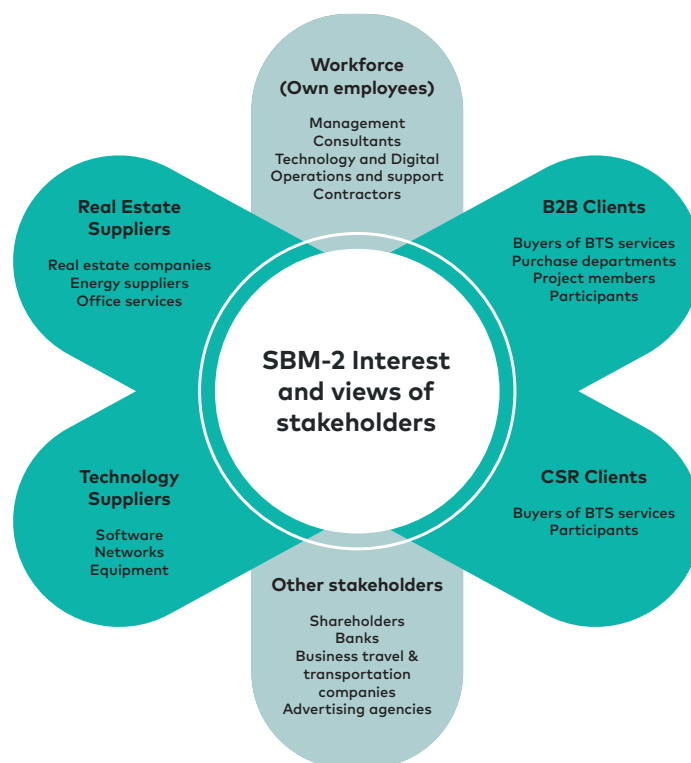 Workforce
(Own employees)
Management
Consultants
Technology and Digital
Operations and support
Contractors
Real Estate
Suppliers
Real estate companies
Energy suppliers
Office services
B2B Clients
Buyers of BTS services
Purchase departments
Project members
Participants
SBM-2 Interest
and views of
stakeholders
Technology
Suppliers
Software
Networks
Equipment
CSR Clients
Buyers of BTS services
Participants
Other stakeholders
Shareholders
Banks
Business travel &
transportation
companies
Advertising agencies